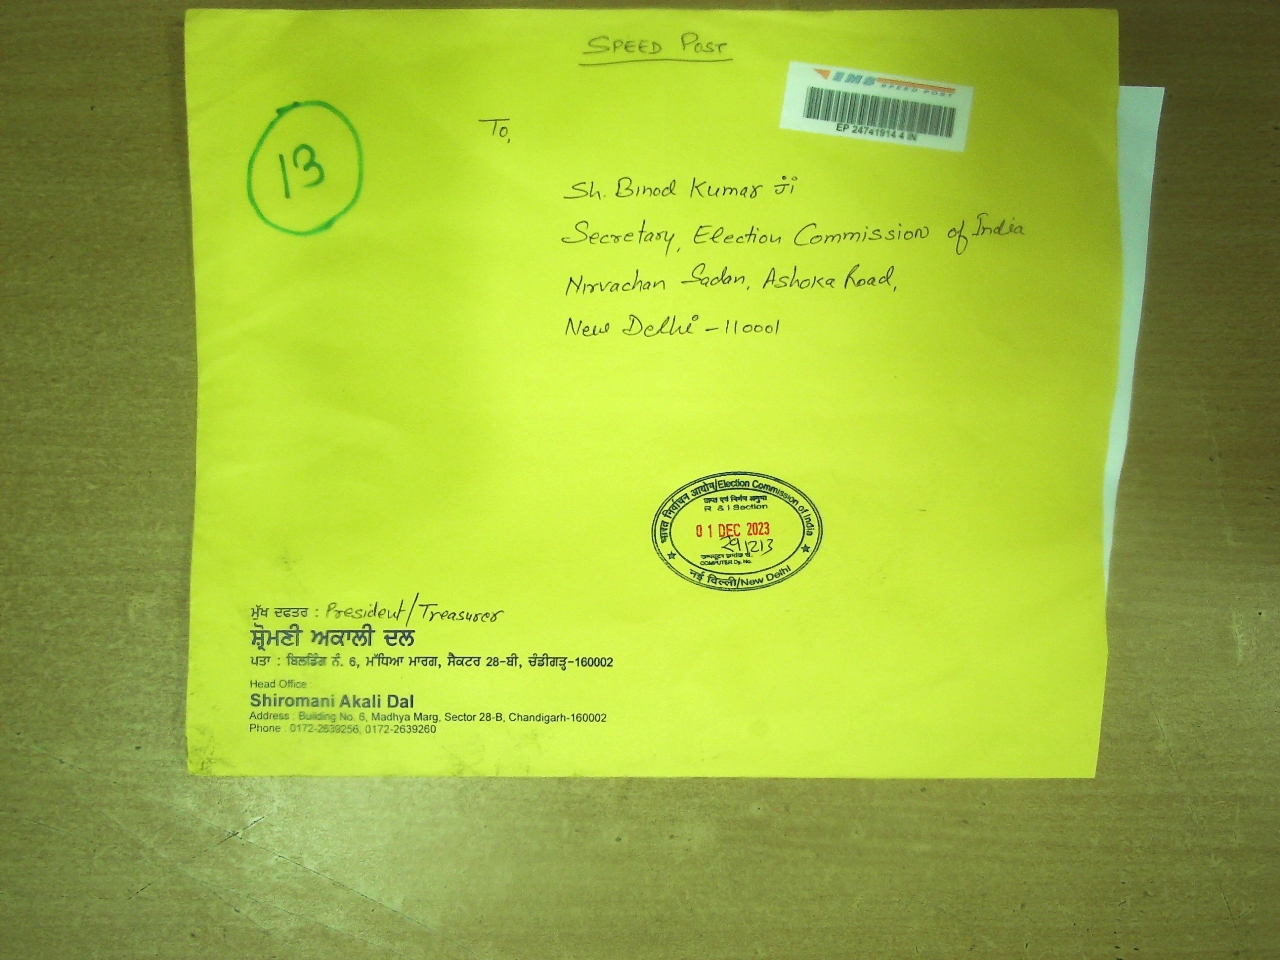 SPEED POST
EMS
SPEED POST
EP 24741914 4 IN
13
To,
Sh. Binod Kumar Ji
Secretary, Election Commission of India
Nirvachan Sadan, Ashoka Road,
New Delhi - 110001
भारत निर्वाचन आयोग/Election Commission of India
R & I Section
01 DEC 2023
291213
COMPUTER Dy. No.
नई दिल्ली/New Delhi
ਮੁੱਖ ਦਫਤਰ : President/Treasurer
ਸ਼੍ਰੋਮਣੀ ਅਕਾਲੀ ਦਲ
ਪਤਾ : ਬਿਲਡਿੰਗ ਨੰ. 6, ਮੱਧਿਆ ਮਾਰਗ, ਸੈਕਟਰ 28-ਬੀ, ਚੰਡੀਗੜ੍ਹ-160002
Head Office
Shiromani Akali Dal
Address : Building No. 6, Madhya Marg, Sector 28-B, Chandigarh-160002
Phone : 0172-2639256, 0172-2639260